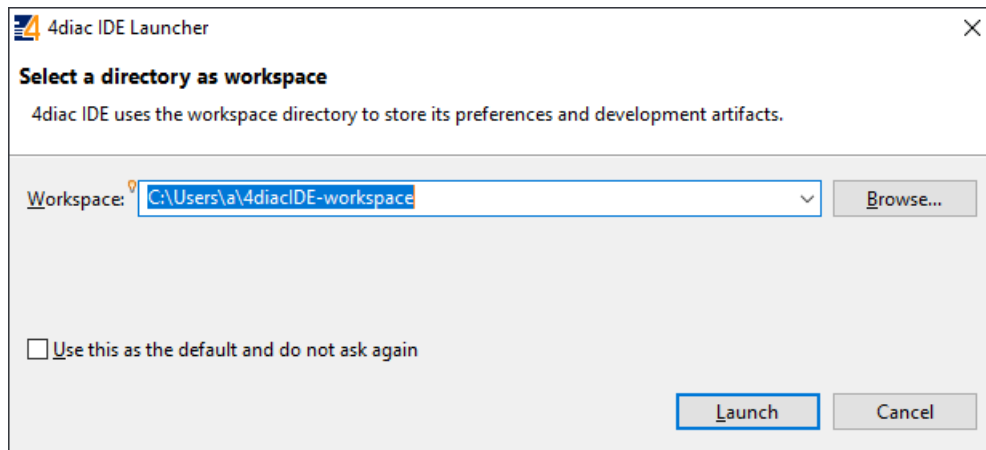 4diac IDE Launcher
Select a directory as workspace
4diac IDE uses the workspace directory to store its preferences and development artifacts.
Workspace: C:\Users\a\4diacIDE-workspace Browse...
Use this as the default and do not ask again
Launch Cancel